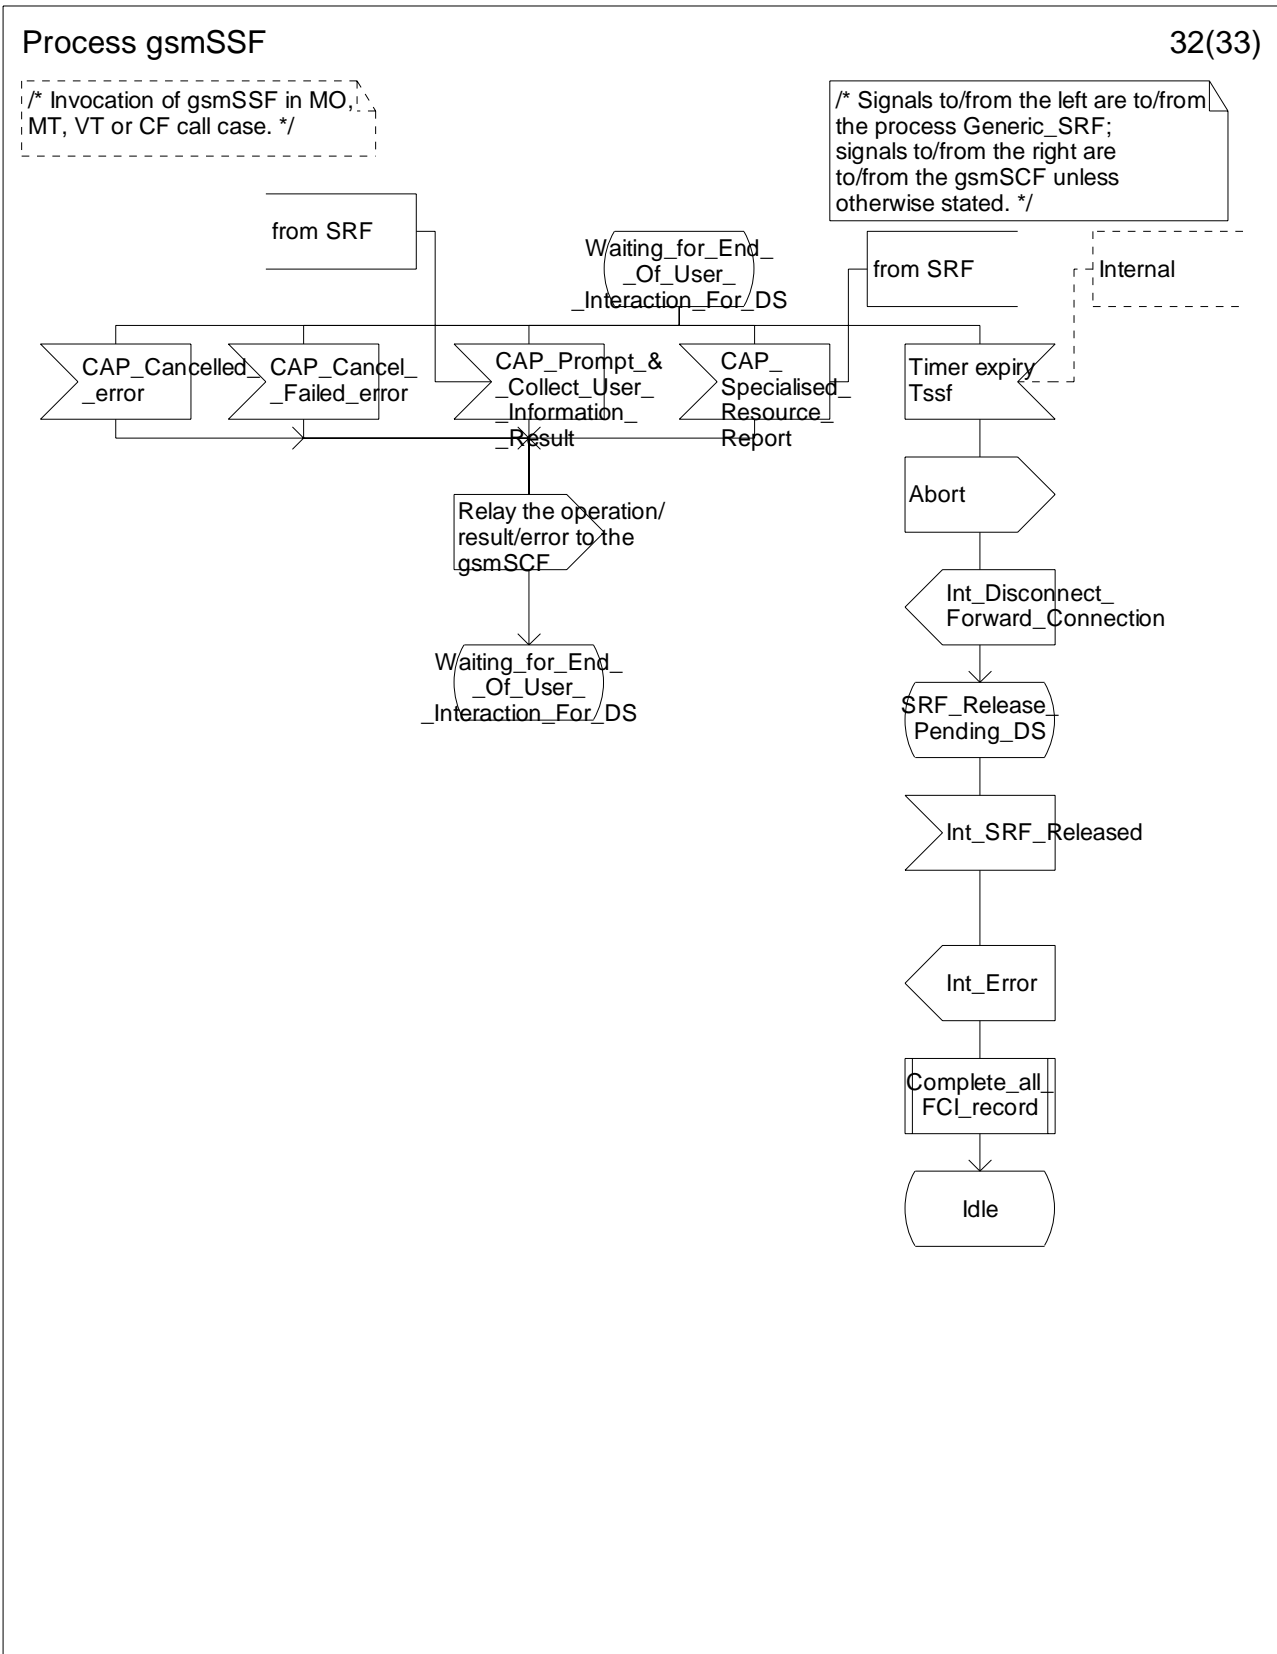 Process gsmSSF
32(33)
/* Invocation of gsmSSF in MO,
MT, VT or CF call case. */
/* Signals to/from the left are to/from
the process Generic_SRF;
signals to/from the right are
to/from the gsmSCF unless
otherwise stated. */
from SRF
Waiting_for_End_
_Of_User_
_Interaction_For_DS
from SRF
Internal
CAP_Cancelled_
_error
CAP_Cancel_
_Failed_error
CAP_Prompt_&
_Collect_User_
_Information_
_Result
CAP_
Specialised_
Resource_
Report
Timer expiry
Tssf
Abort
Relay the operation/
result/error to the
gsmSCF
Int_Disconnect_
Forward_Connection
Waiting_for_End_
_Of_User_
_Interaction_For_DS
SRF_Release_
Pending_DS
Int_SRF_Released
Int_Error
Complete_all_
FCI_record
Idle